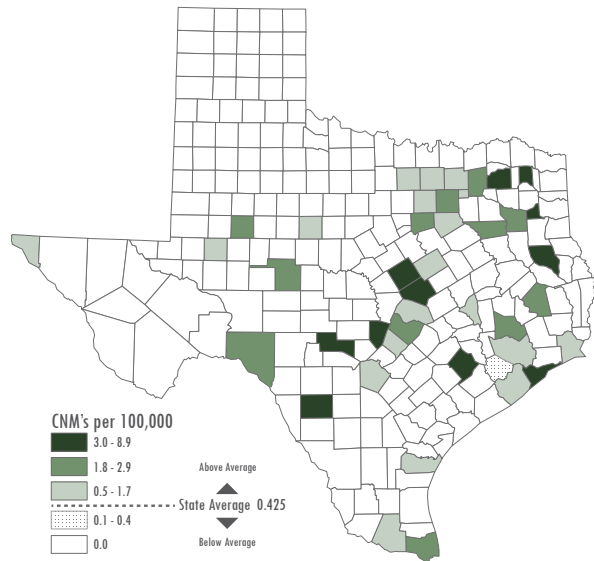 CNM's per 100,000
3.0 - 8.9
1.8 - 2.9
Above Average
0.5 - 1.7
State Average 0.425
0.1 - 0.4
Below Average
0.0